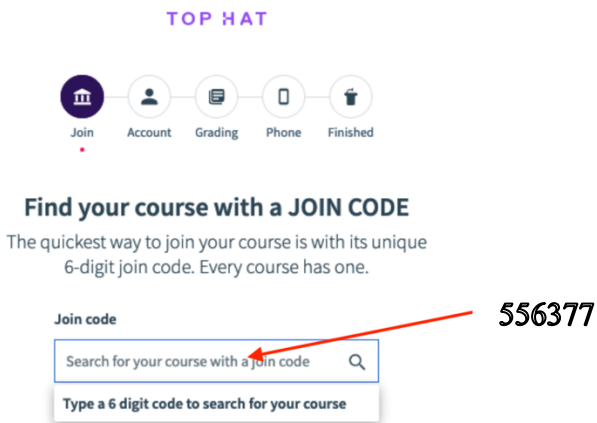 TOP HAT
Join Account Grading Phone Finished
Find your course with a JOIN CODE
The quickest way to join your course is with its unique
6-digit join code. Every course has one.
Join code
556377
Search for your course with a join code
Type a 6 digit code to search for your course